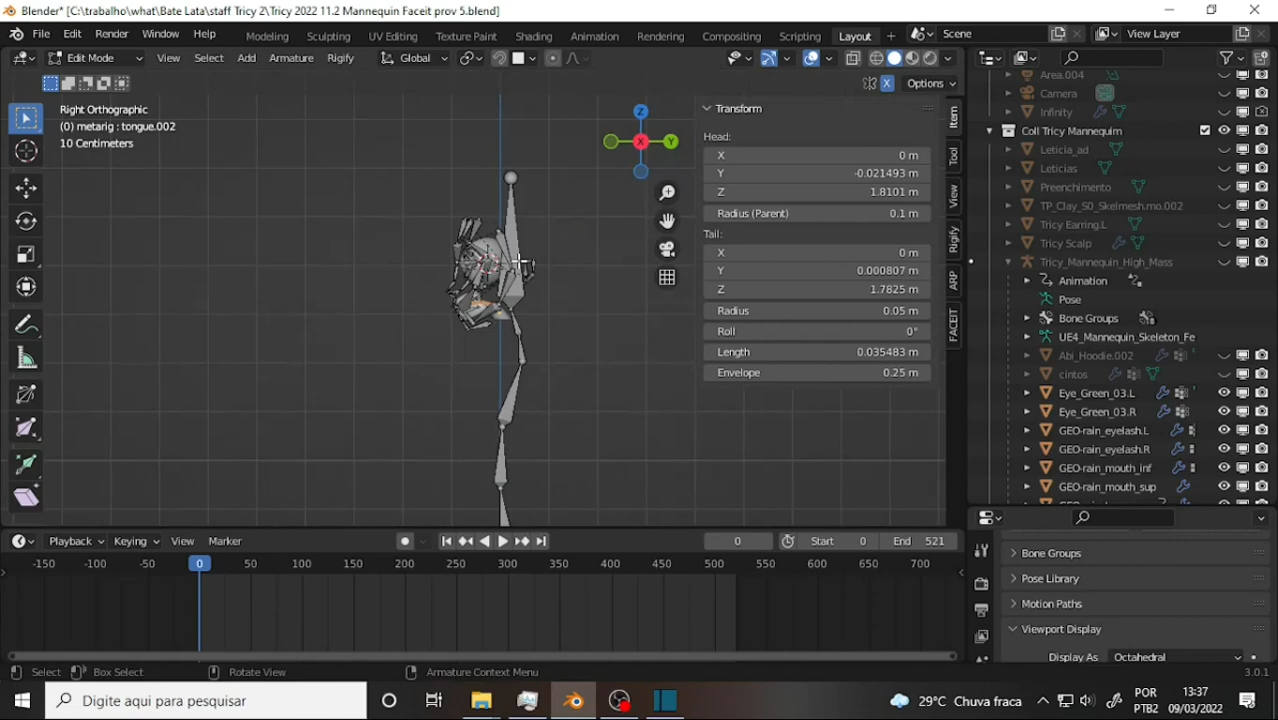 Blender* [C:\trabalho\what\Bate Lata\staff Tricy 2\Tricy 2022 11.2 Mannequin Faceit prov 5.blend]
File Edit Render Window Help Modeling Sculpting UV Editing Texture Paint Shading Animation Rendering Compositing Scripting Layout + Scene View Layer
Edit Mode View Select Add Armature Rigify Global
X Options
Right Orthographic
(0) metarig : tongue.002
10 Centimeters
Z
X
Y
Transform
Head:
X 0 m
Y -0.021493 m
Z 1.8101 m
Radius (Parent) 0.1 m
Tail:
X 0 m
Y 0.000807 m
Z 1.7825 m
Radius 0.05 m
Roll 0°
Length 0.035483 m
Envelope 0.25 m
Item
Tool
View
Rigify
ARP
FACEIT
Area.004
Camera
Infinity
Coll Tricy Mannequim
Leticia_ad
Leticias
Preenchimento
TP_Clay_S0_Skelmesh.mo.002
Tricy Earring.L
Tricy Scalp
Tricy_Mannequin_High_Mass
Animation
Pose
Bone Groups
UE4_Mannequin_Skeleton_Fe
Abi_Hoodie.002
cintos
Eye_Green_03.L
Eye_Green_03.R
GEO-rain_eyelash.L
GEO-rain_eyelash.R
GEO-rain_mouth_inf
GEO-rain_mouth_sup
Bone Groups
Pose Library
Motion Paths
Viewport Display
Display As Octahedral
Playback Keying View Marker 0 Start 0 End 521
-150 -100 -50 0 50 100 150 200 250 300 350 400 450 500 550 600 650 700
Select Box Select Rotate View Armature Context Menu 3.0.1
Digite aqui para pesquisar
29°C Chuva fraca
POR
PTB2
13:37
09/03/2022